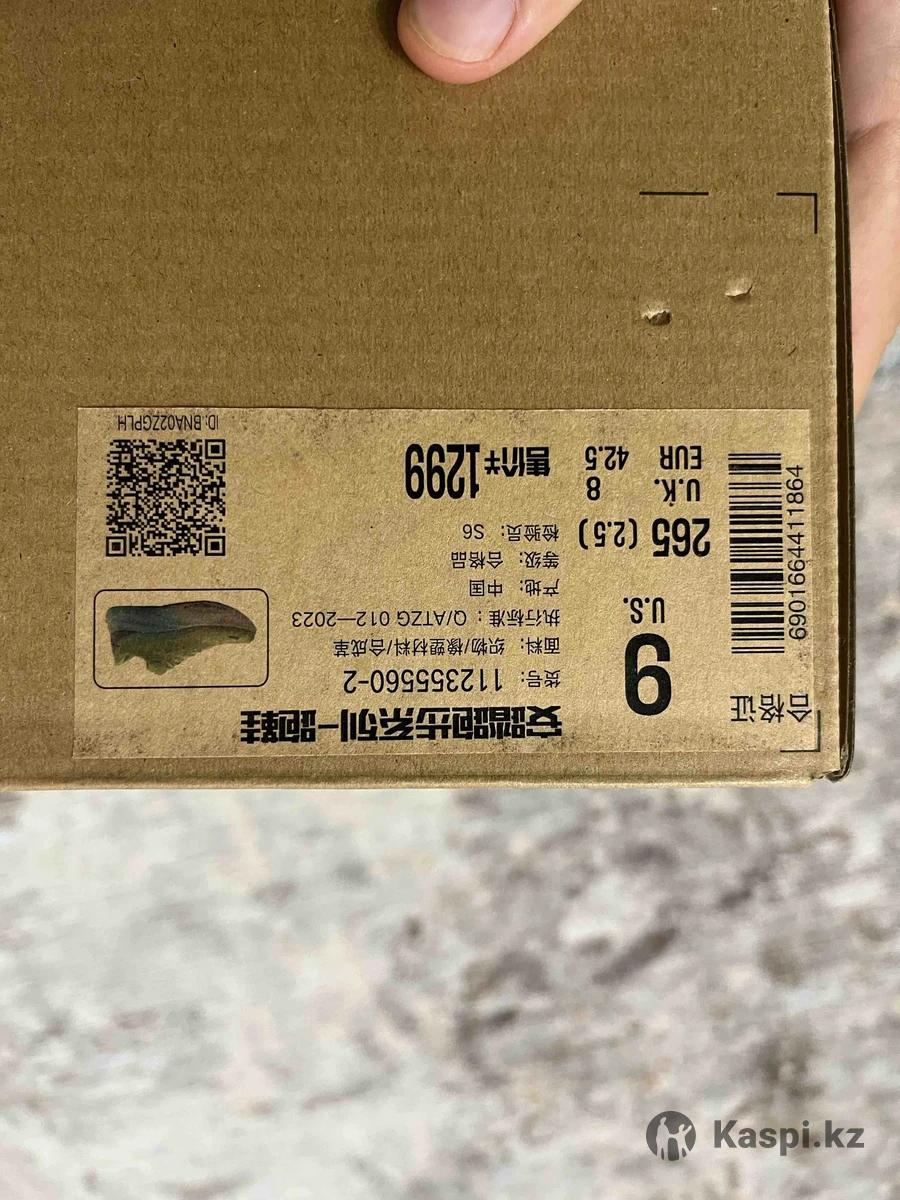 合格证
6901664411864
9 U.S.
265 (2.5)
U.K. 8
EUR 42.5
安踏跑步系列—跑鞋
货号: 112355560-2
面料: 织物/橡塑材料/合成革
执行标准: Q/ATZG 012—2023
产地: 中国
等级: 合格品
检验员: S6
售价¥1299
ID: BNA02ZGPLH
Kaspi.kz